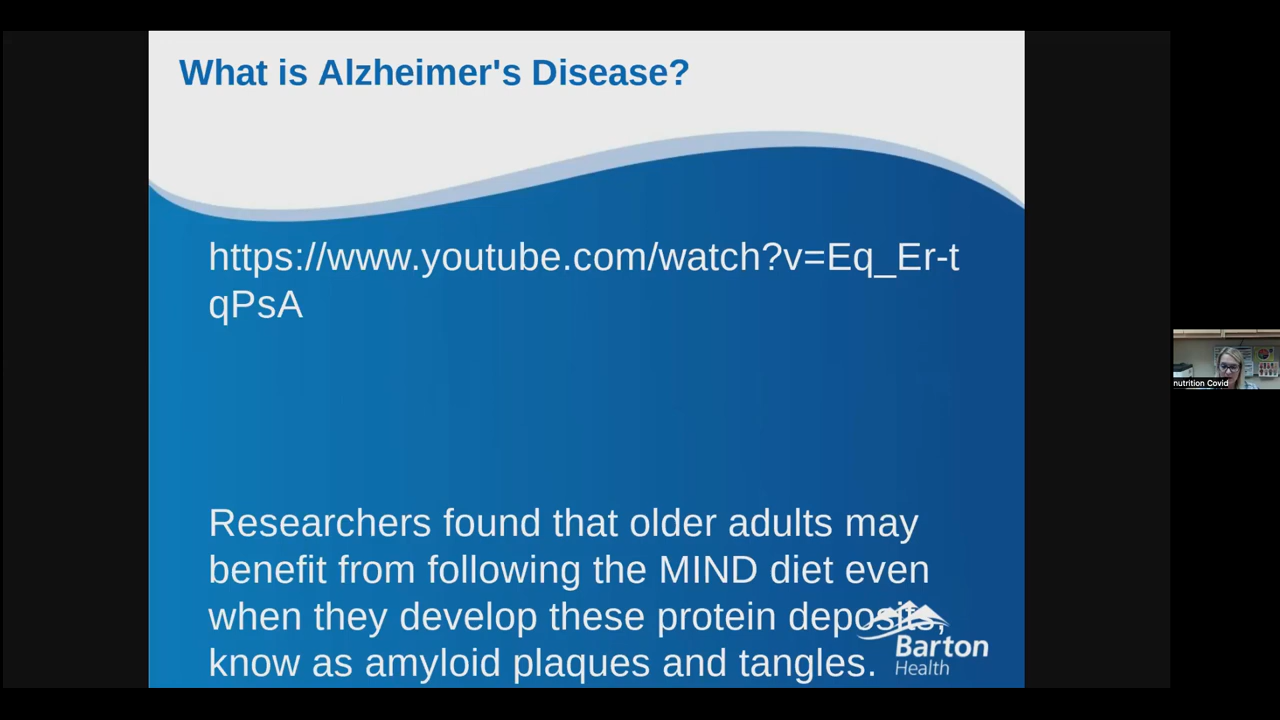 What is Alzheimer's Disease?
https://www.youtube.com/watch?v=Eq_Er-t
qPsA
nutrition Covid
Researchers found that older adults may
benefit from following the MIND diet even
when they develop these protein deposits,
know as amyloid plaques and tangles.
Barton
Health